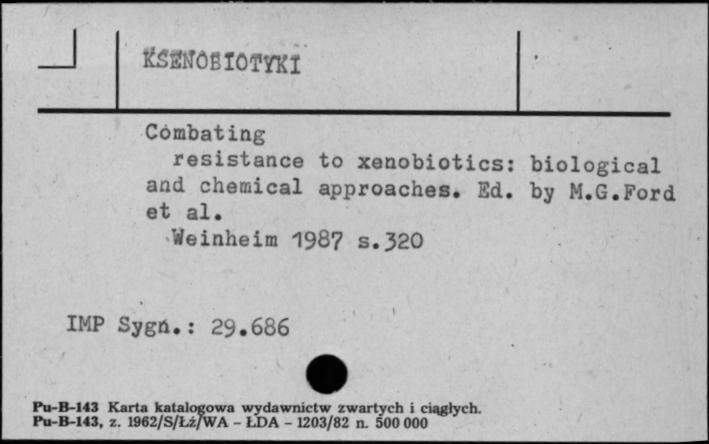 KSENOBIOTYKI
Combating
resistance to xenobiotics: biological
and chemical approaches. Ed. by M.G.Ford
et al.
Weinheim 1987 s.320
IMP Sygn.: 29.686
Pu-B-143 Karta katalogowa wydawnictw zwartych i ciągłych.
Pu-B-143, z. 1962/S/Łż/WA - ŁDA - 1203/82 n. 500 000